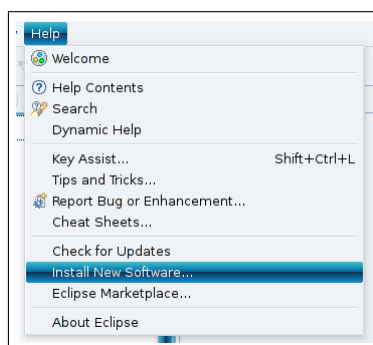 Help
Welcome
Help Contents
Search
Dynamic Help
Key Assist... Shift+Ctrl+L
Tips and Tricks...
Report Bug or Enhancement...
Cheat Sheets...
Check for Updates
Install New Software...
Eclipse Marketplace...
About Eclipse